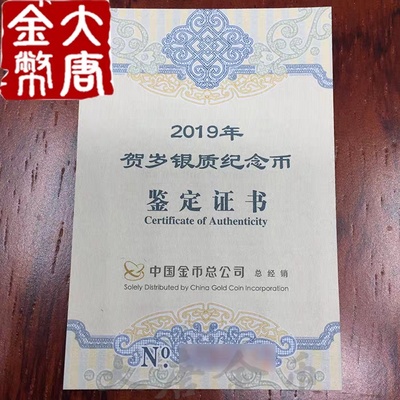 大唐
金幣
2019年
贺岁银质纪念币
鉴定证书
Certificate of Authenticity
中国金币总公司 总经销
Solely Distributed by China Gold Coin Incorporation
№